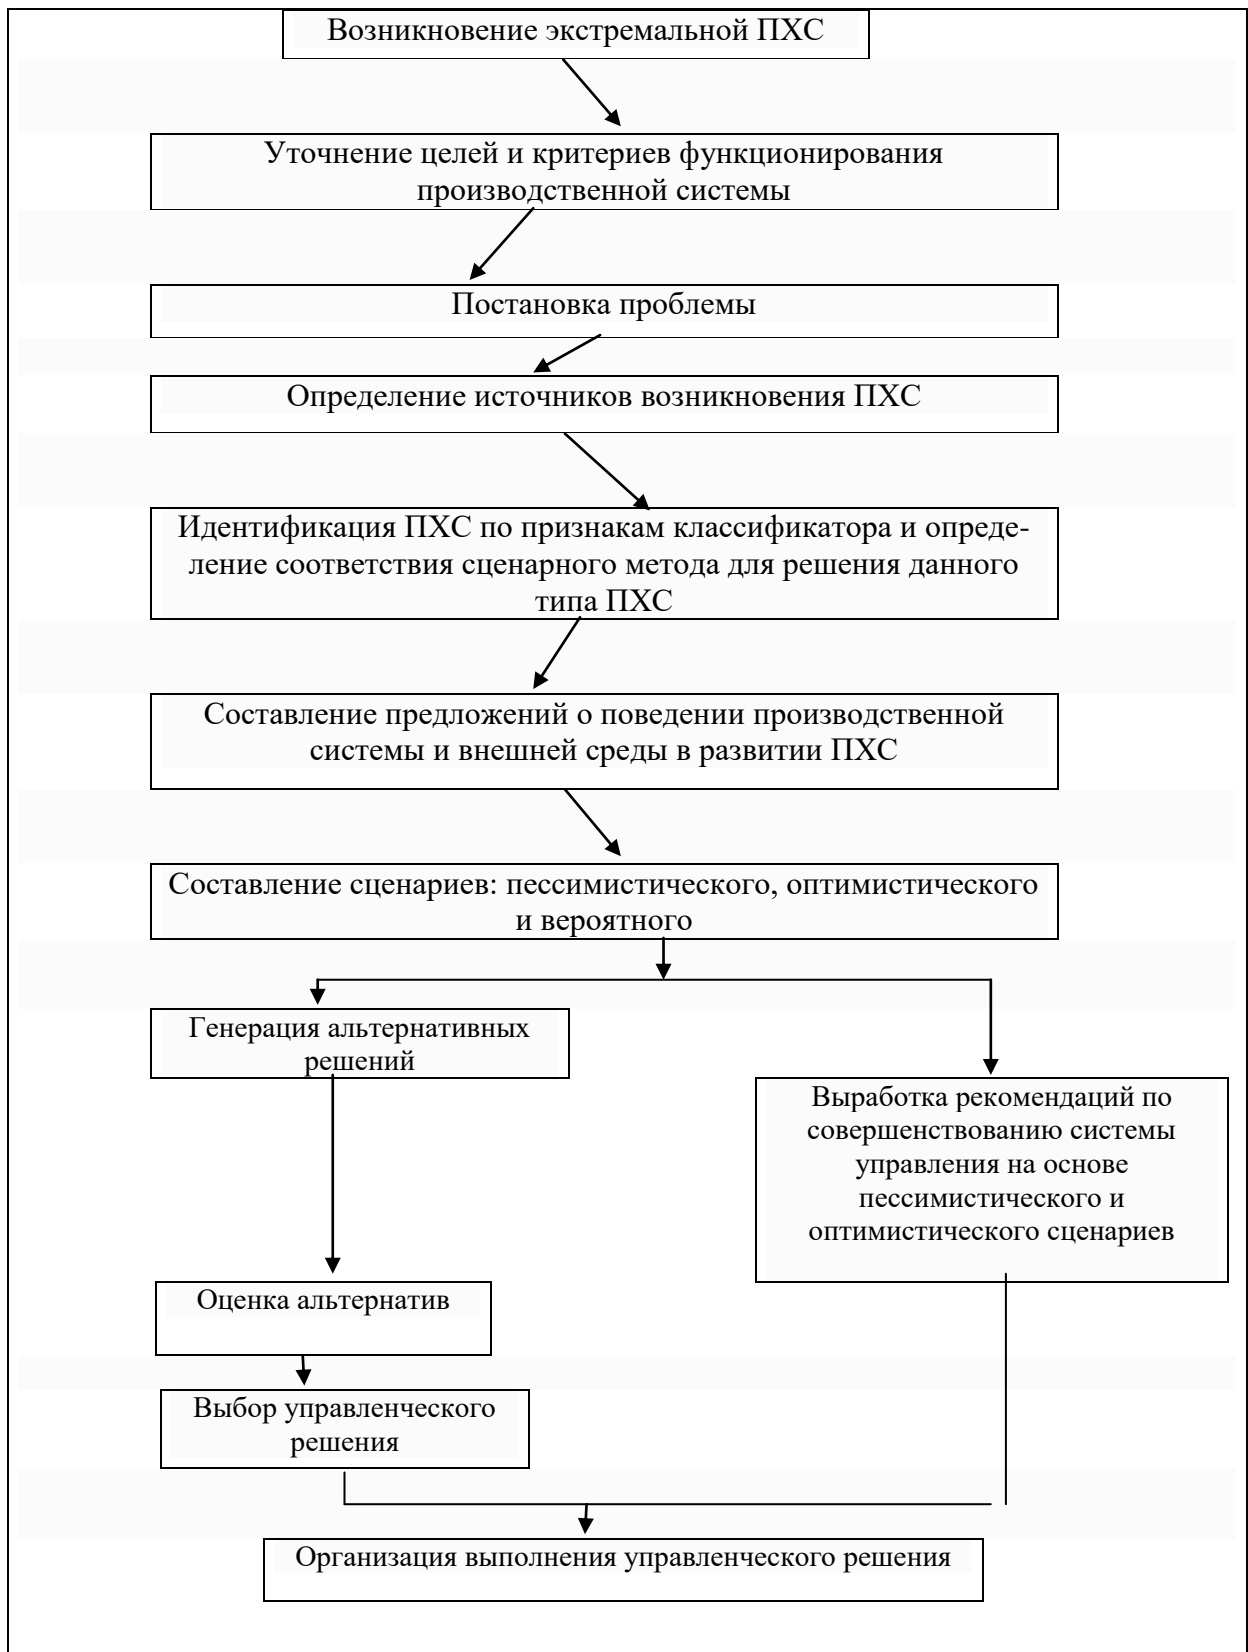 Возникновение экстремальной ПХС
Уточнение целей и критериев функционирования
производственной системы
Постановка проблемы
Определение источников возникновения ПХС
Идентификация ПХС по признакам классификатора и опреде-
ление соответствия сценарного метода для решения данного
типа ПХС
Составление предложений о поведении производственной
системы и внешней среды в развитии ПХС
Составление сценариев: пессимистического, оптимистического
и вероятного
Генерация альтернативных
решений
Выработка рекомендаций по
совершенствованию системы
управления на основе
пессимистического и
оптимистического сценариев
Оценка альтернатив
Выбор управленческого
решения
Организация выполнения управленческого решения